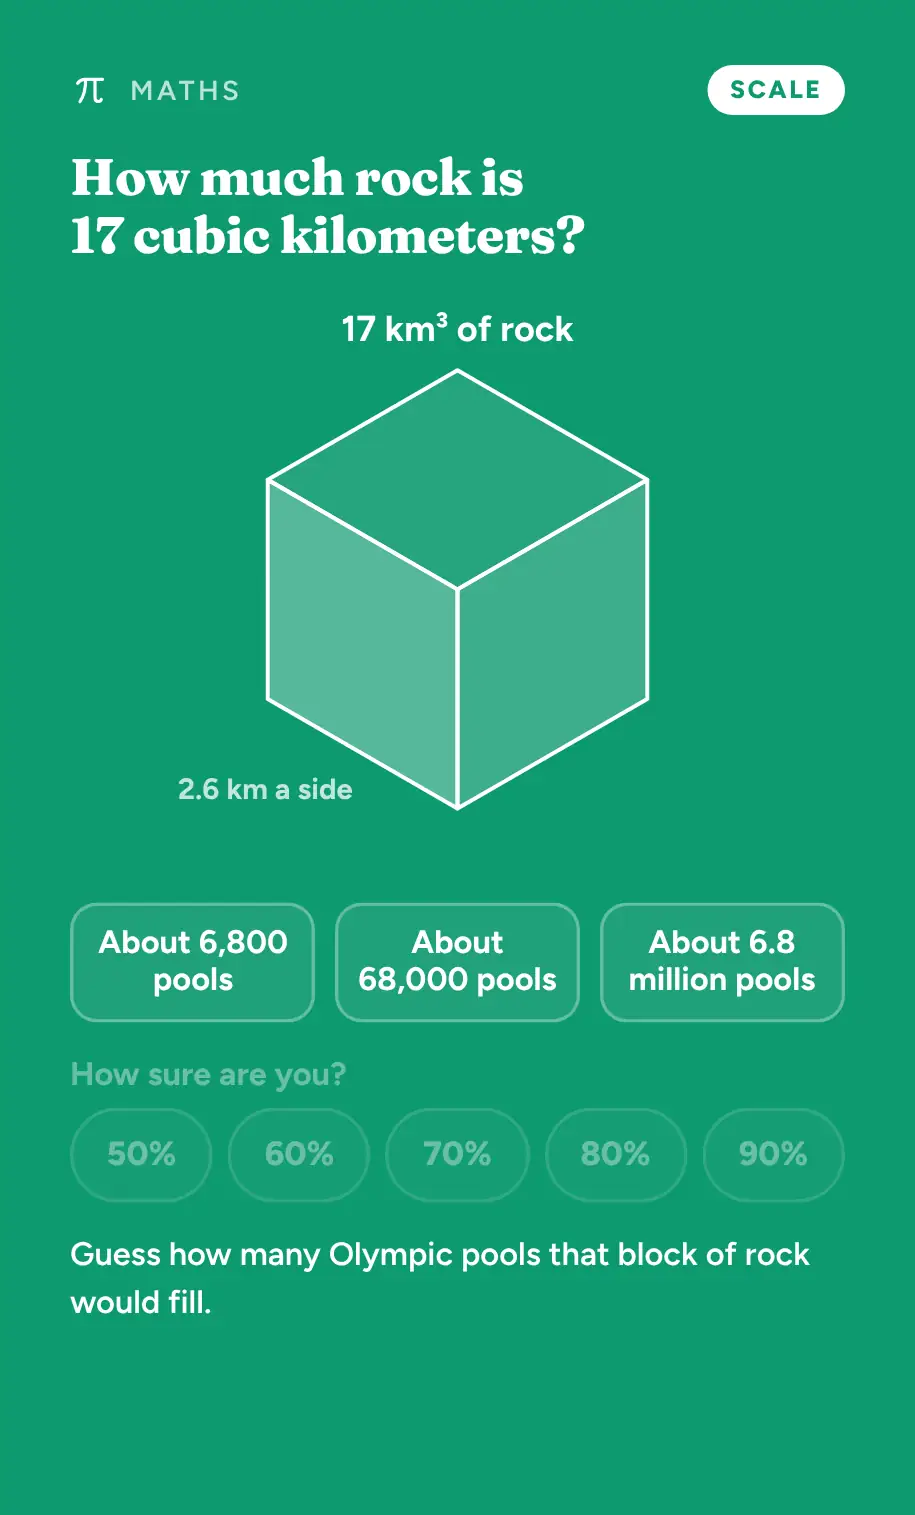 π MATHS
SCALE
How much rock is
17 cubic kilometers?
17 km³ of rock
2.6 km a side
About 6,800
pools
About
68,000 pools
About 6.8
million pools
How sure are you?
50%
60%
70%
80%
90%
Guess how many Olympic pools that block of rock
would fill.